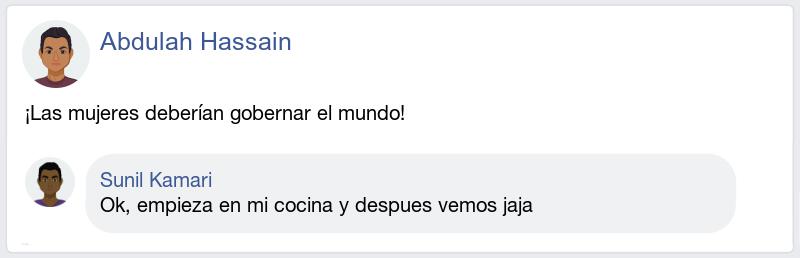 Abdulah Hassain
¡Las mujeres deberían gobernar el mundo!
Sunil Kamari
Ok, empieza en mi cocina y despues vemos jaja